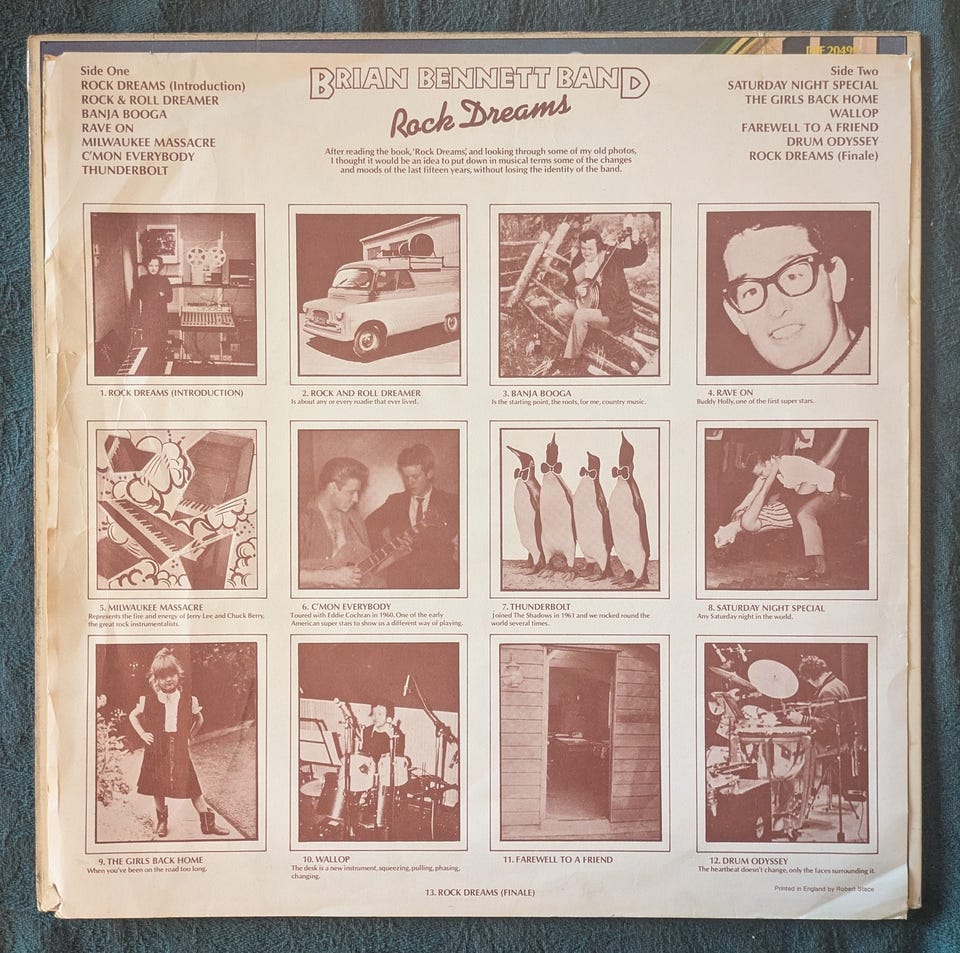 DJF 20499
Side One
ROCK DREAMS (Introduction)
ROCK & ROLL DREAMER
BANJA BOOGA
RAVE ON
MILWAUKEE MASSACRE
C'MON EVERYBODY
THUNDERBOLT
BRIAN BENNETT BAND
Rock Dreams
After reading the book, 'Rock Dreams', and looking through some of my old photos,
I thought it would be an idea to put down in musical terms some of the changes
and moods of the last fifteen years, without losing the identity of the band.
Side Two
SATURDAY NIGHT SPECIAL
THE GIRLS BACK HOME
WALLOP
FAREWELL TO A FRIEND
DRUM ODYSSEY
ROCK DREAMS (Finale)
1. ROCK DREAMS (INTRODUCTION)
2. ROCK AND ROLL DREAMER
Is about any or every roadie that ever lived.
3. BANJA BOOGA
Is the starting point, the roots, for me, country music.
4. RAVE ON
Buddy Holly, one of the first super stars.
5. MILWAUKEE MASSACRE
Represents the fire and energy of Jerry Lee and Chuck Berry,
the great rock instrumentalists.
6. C'MON EVERYBODY
Toured with Eddie Cochran in 1960. One of the early
American super stars to show us a different way of playing.
7. THUNDERBOLT
Joined The Shadows in 1961 and we rocked round the
world several times.
8. SATURDAY NIGHT SPECIAL
Any Saturday night in the world.
9. THE GIRLS BACK HOME
When you've been on the road too long.
10. WALLOP
The desk is a new instrument, squeezing, pulling, phasing,
changing.
11. FAREWELL TO A FRIEND
12. DRUM ODYSSEY
The heartbeat doesn't change, only the faces surrounding it.
13. ROCK DREAMS (FINALE)
Printed in England by Robert Stace